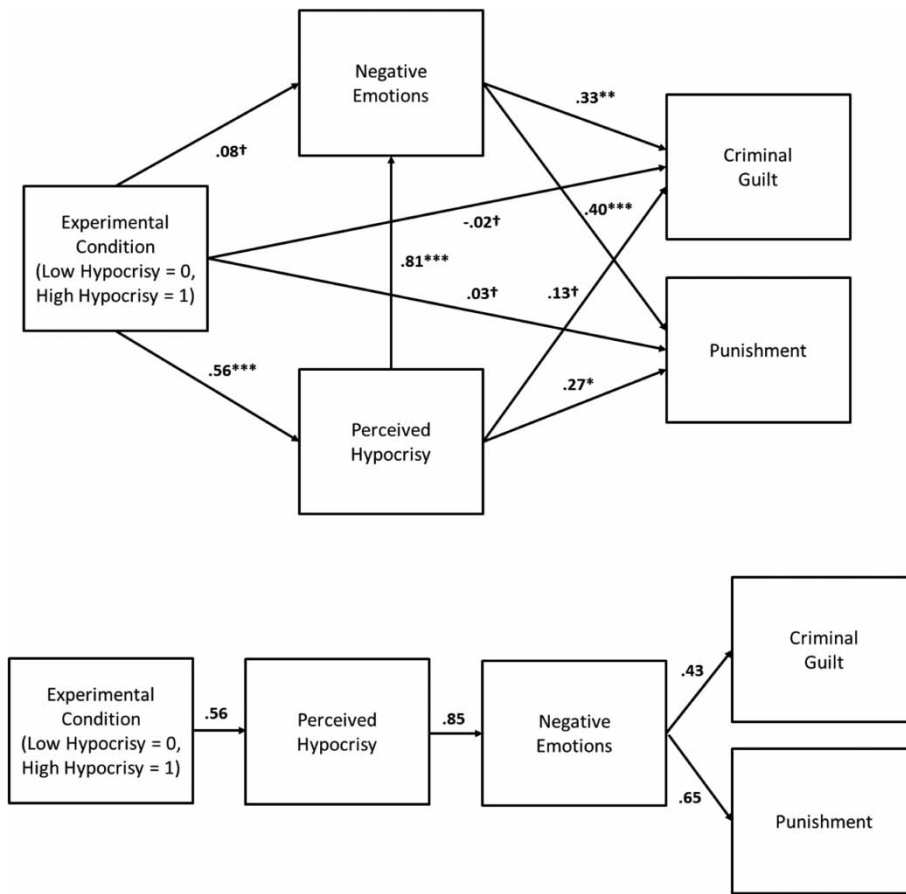 Negative
Emotions
.33**
Criminal
Guilt
.08†
Experimental
Condition
(Low Hypocrisy = 0,
High Hypocrisy = 1)
-.02†
.40***
.81***
.03†
.13†
Punishment
.56***
.27*
Perceived
Hypocrisy
Criminal
Guilt
Experimental
Condition
(Low Hypocrisy = 0,
High Hypocrisy = 1)
.56
Perceived
Hypocrisy
.85
Negative
Emotions
.43
.65
Punishment